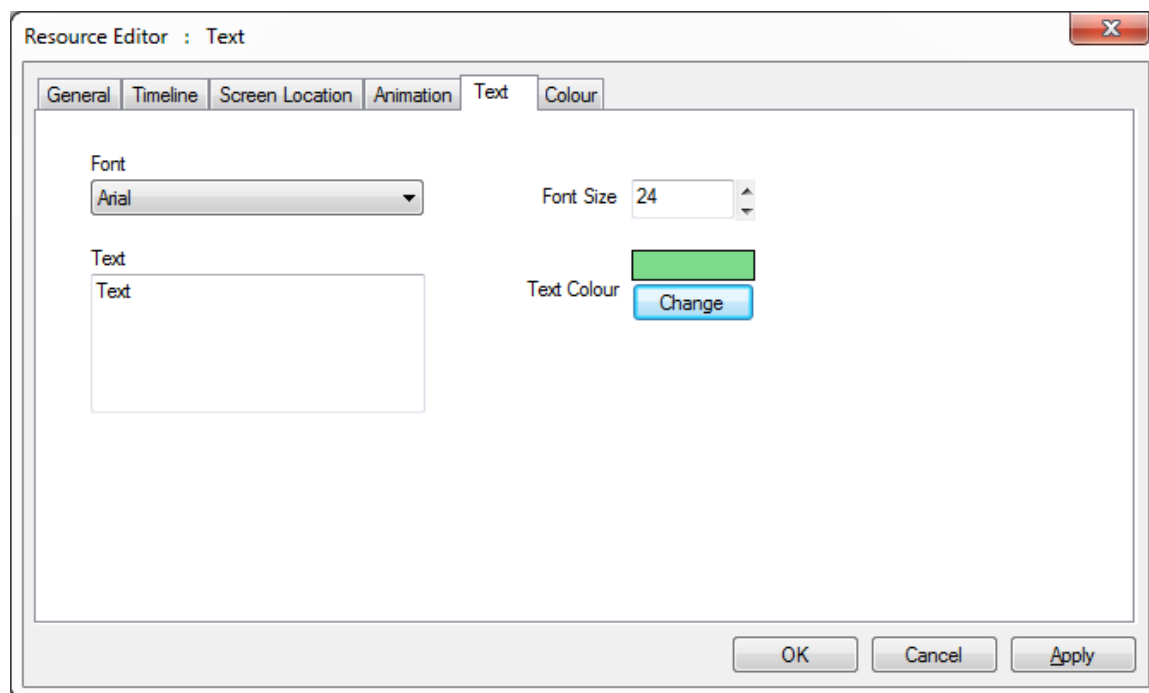 Resource Editor : Text
General Timeline Screen Location Animation Text Colour
Font
Arial
Font Size 24
Text
Text
Text Colour
Change
OK Cancel Apply